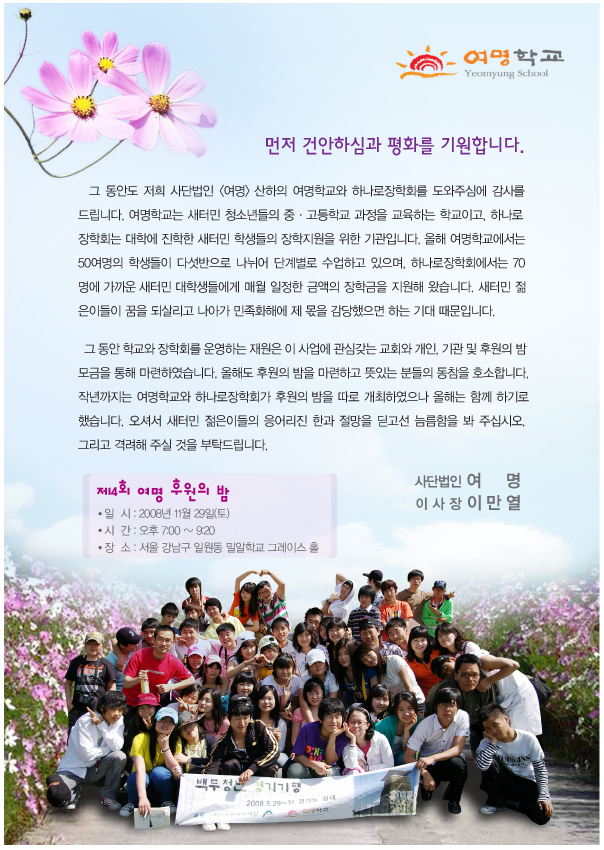 여명학교
Yeomyung School
먼저 건안하심과 평화를 기원합니다.
그 동안도 저희 사단법인 <여명> 산하의 여명학교와 하나로장학회를 도와주심에 감사를
드립니다. 여명학교는 새터민 청소년들의 중 · 고등학교 과정을 교육하는 학교이고, 하나로
장학회는 대학에 진학한 새터민 학생들의 장학지원을 위한 기관입니다. 올해 여명학교에서는
50여명의 학생들이 다섯반으로 나뉘어 단계별로 수업하고 있으며, 하나로장학회에서는 70
명에 가까운 새터민 대학생들에게 매월 일정한 금액의 장학금을 지원해 왔습니다. 새터민 젊
은이들이 꿈을 되살리고 나아가 민족화해에 제 몫을 감당했으면 하는 기대 때문입니다.
그 동안 학교와 장학회를 운영하는 재원은 이 사업에 관심갖는 교회와 개인, 기관 및 후원의 밤
모금을 통해 마련하였습니다. 올해도 후원의 밤을 마련하고 뜻있는 분들의 동참을 호소합니다.
작년까지는 여명학교와 하나로장학회가 후원의 밤을 따로 개최하였으나 올해는 함께 하기로
했습니다. 오셔서 새터민 젊은이들의 응어리진 한과 절망을 딛고선 늠름함을 봐 주십시오.
그리고 격려해 주실 것을 부탁드립니다.
사단법인 여 명
이 사 장 이 만 열
제4회 여명 후원의 밤
• 일 시 : 2008년 11월 29일(토)
• 시 간 : 오후 7:00 ~ 9:20
• 장 소 : 서울 강남구 일원동 밀알학교 그레이스 홀
백두청년 경기기행
2008.5.29~31 경기도 일대
여명학교